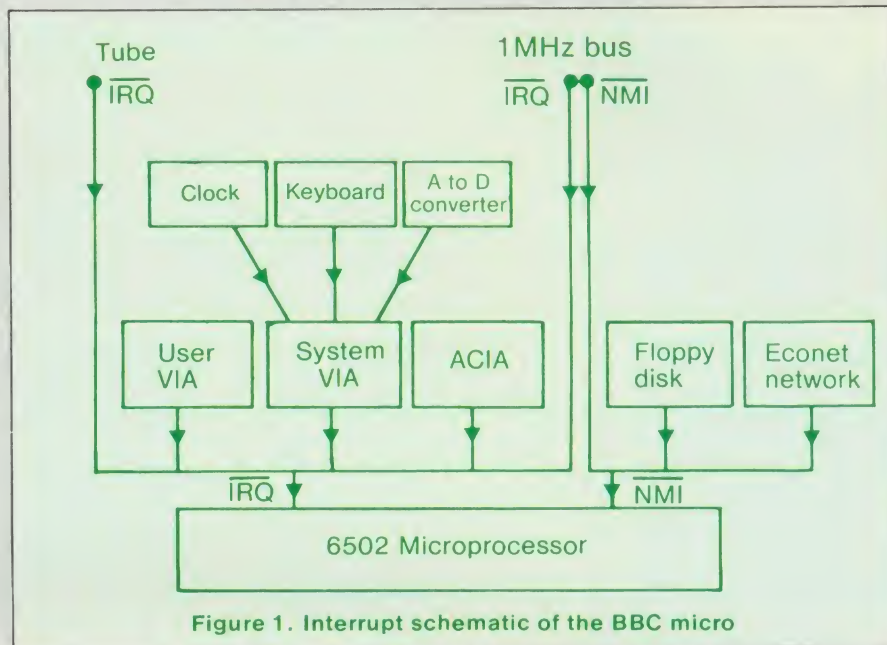 Tube
1MHz bus
IRQ
IRQ
NMI
Clock
Keyboard
A to D
converter
User
VIA
System
VIA
ACIA
Floppy
disk
Econet
network
IRQ
NMI
6502 Microprocessor
Figure 1. Interrupt schematic of the BBC micro